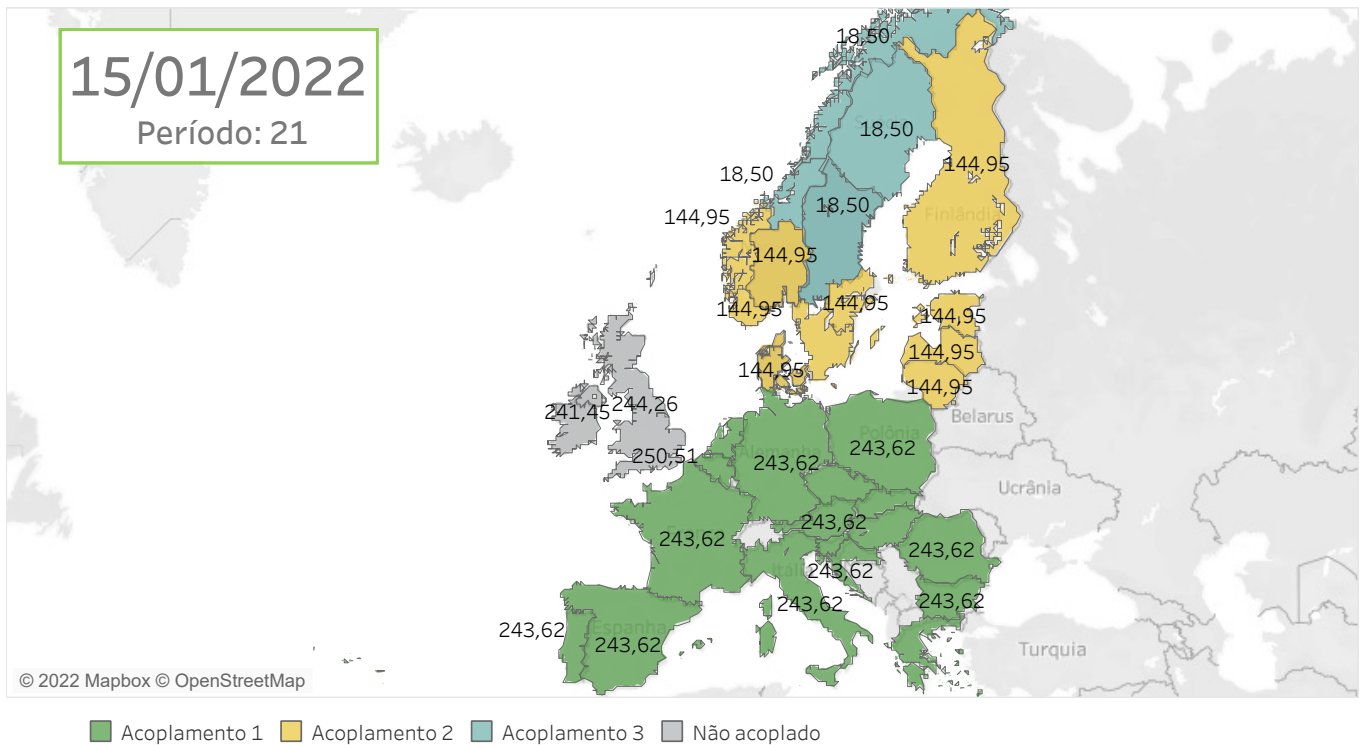 15/01/2022
Período: 21
18,50
18,50
144,95
18,50
18,50
144,95
Finlândia
144,95
144,95
144,95
144,95
144,95
144,95
144,95
241,45
244,26
Belarus
Polônia
250,51
243,62
243,62
Ucrânia
243,62
243,62
243,62
243,62
243,62
243,62
243,62
Espanha
243,62
Turquia
© 2022 Mapbox © OpenStreetMap
Acoplamento 1
Acoplamento 2
Acoplamento 3
Não acoplado